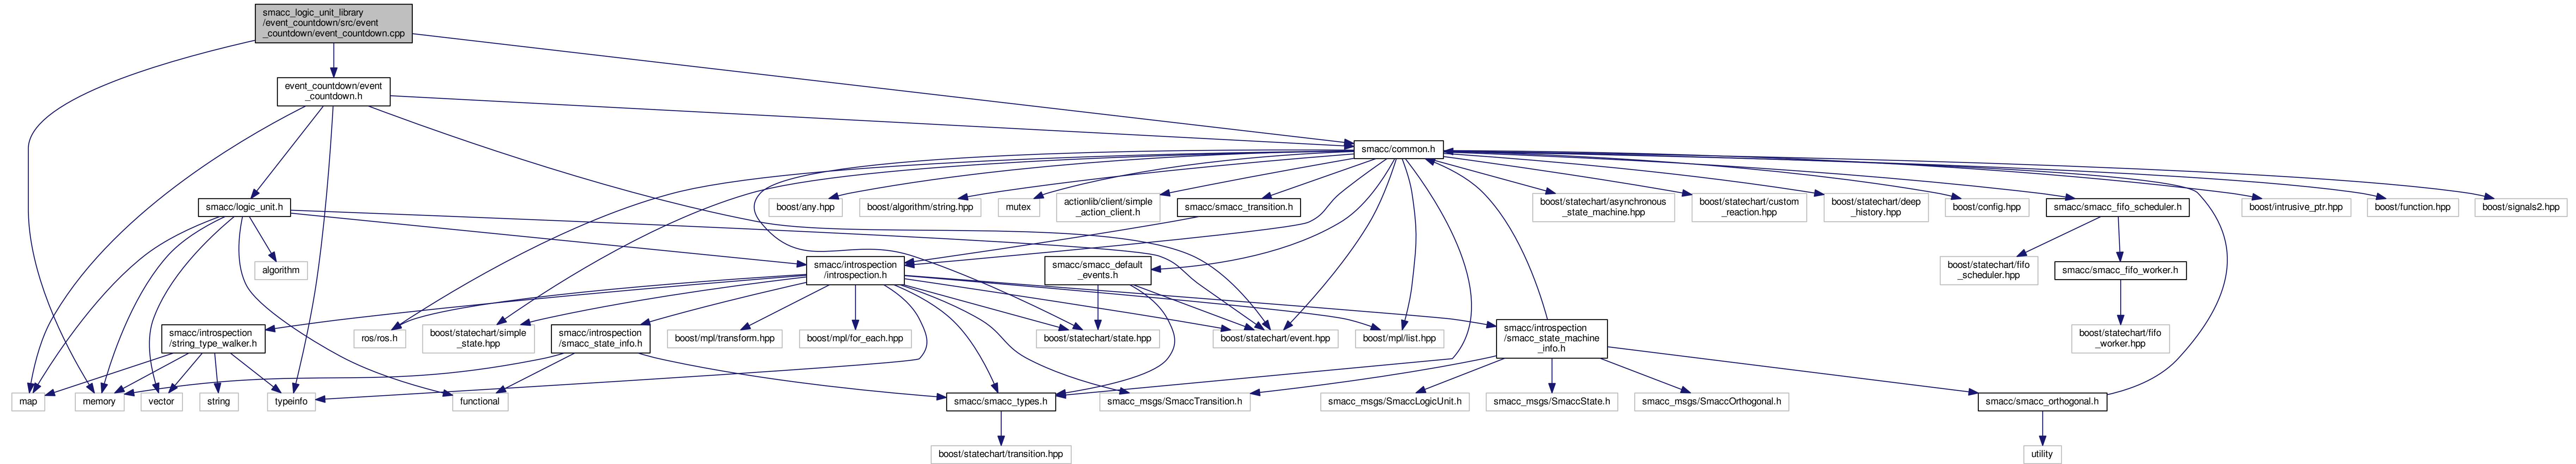 smacc_logic_unit_library
/event_countdown/src/event
_countdown/event_countdown.cpp
event_countdown/event
_countdown.h
smacc/common.h
smacc/logic_unit.h
boost/any.hpp
boost/algorithm/string.hpp
mutex
actionlib/client/simple
_action_client.h
smacc/smacc_transition.h
boost/statechart/asynchronous
_state_machine.hpp
boost/statechart/custom
_reaction.hpp
boost/statechart/deep
_history.hpp
boost/config.hpp
smacc/smacc_fifo_scheduler.h
boost/intrusive_ptr.hpp
boost/function.hpp
boost/signals2.hpp
algorithm
smacc/introspection
/introspection.h
smacc/smacc_default
_events.h
boost/statechart/fifo
_scheduler.hpp
smacc/smacc_fifo_worker.h
smacc/introspection
/string_type_walker.h
ros/ros.h
boost/statechart/simple
_state.hpp
smacc/introspection
/smacc_state_info.h
boost/mpl/transform.hpp
boost/mpl/for_each.hpp
boost/statechart/state.hpp
boost/statechart/event.hpp
boost/mpl/list.hpp
smacc/introspection
/smacc_state_machine
_info.h
boost/statechart/fifo
_worker.hpp
map
memory
vector
string
typeinfo
functional
smacc/smacc_types.h
smacc_msgs/SmaccTransition.h
smacc_msgs/SmaccLogicUnit.h
smacc_msgs/SmaccState.h
smacc_msgs/SmaccOrthogonal.h
smacc/smacc_orthogonal.h
boost/statechart/transition.hpp
utility